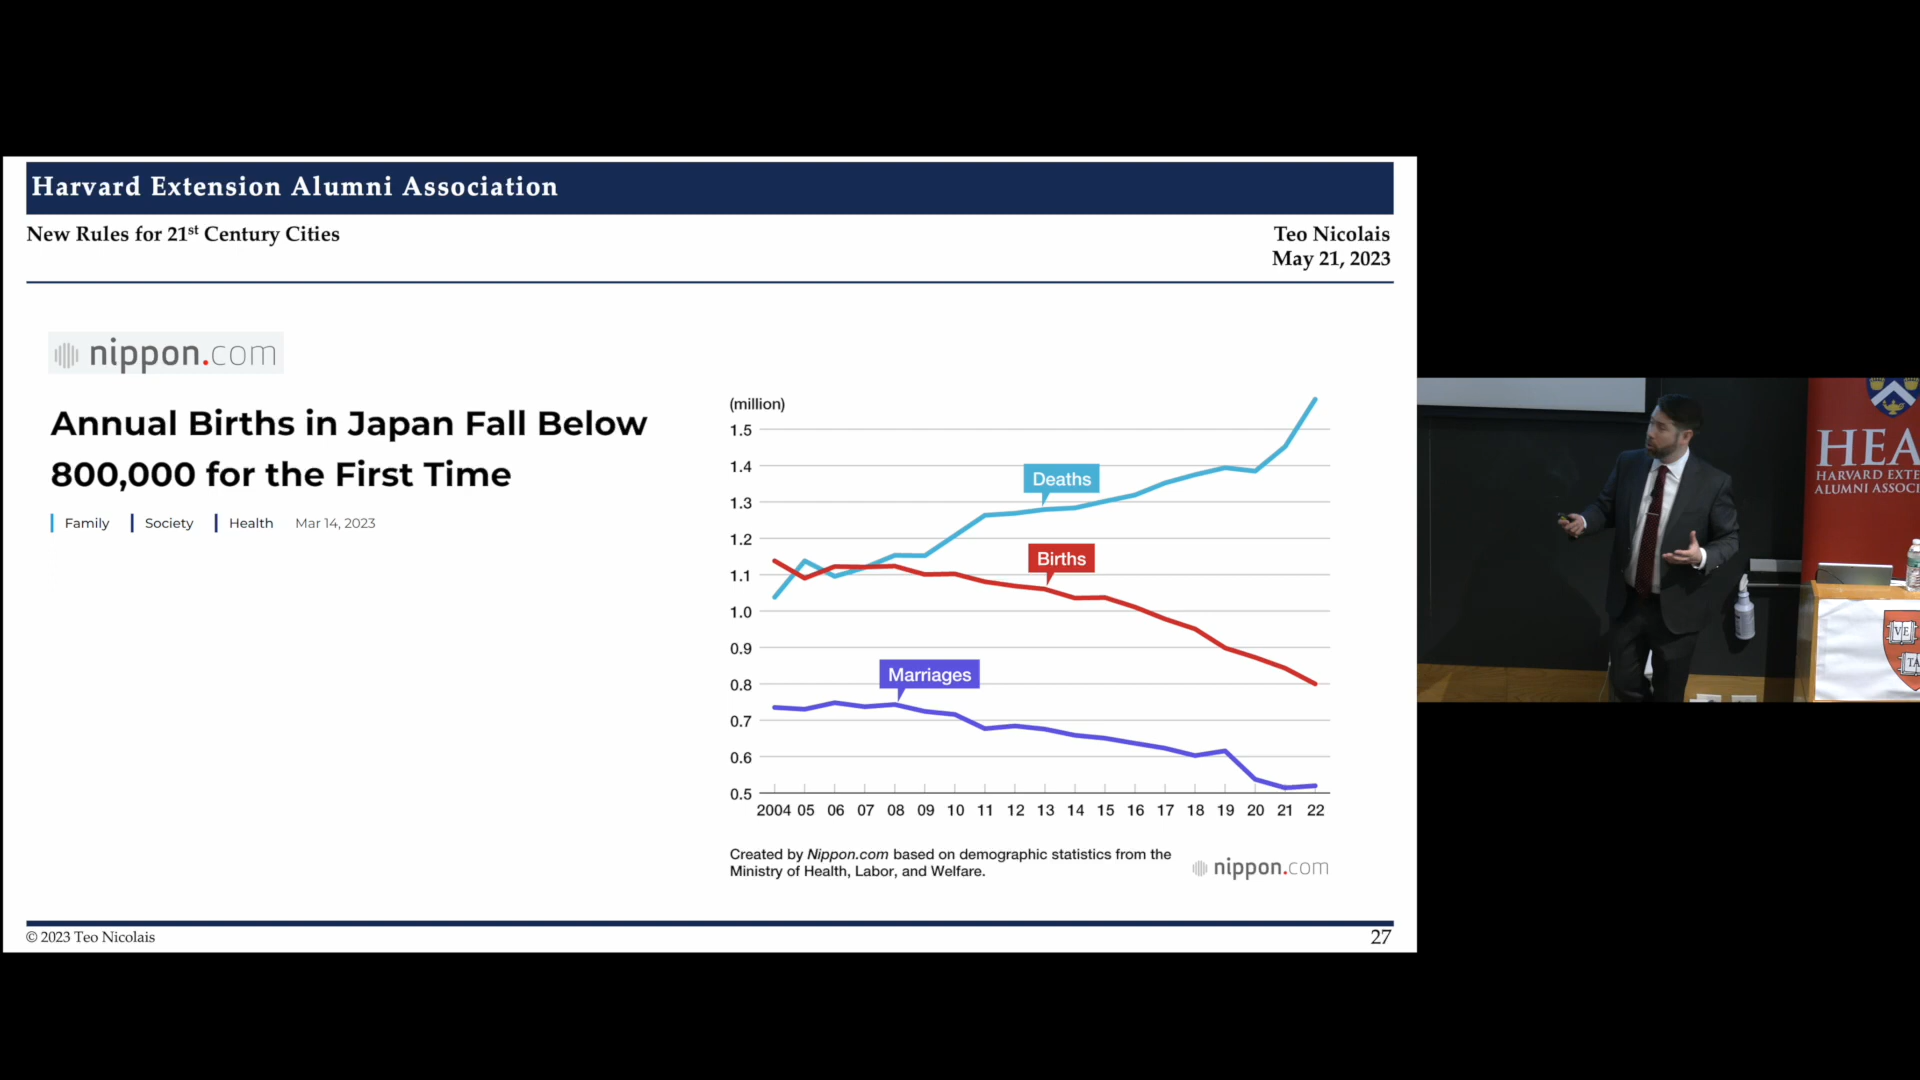 Harvard Extension Alumni Association
New Rules for 21st Century Cities
Teo Nicolais
May 21, 2023
nippon.com
Annual Births in Japan Fall Below
800,000 for the First Time
Family Society Health Mar 14, 2023
(million)
1.5
1.4
1.3
1.2
1.1
1.0
0.9
0.8
0.7
0.6
0.5
Deaths
Births
Marriages
2004 05 06 07 08 09 10 11 12 13 14 15 16 17 18 19 20 21 22
Created by Nippon.com based on demographic statistics from the
Ministry of Health, Labor, and Welfare.
nippon.com
© 2023 Teo Nicolais
27
HEA
HARVARD EXTE
ALUMNI ASSOCI
VE
TA